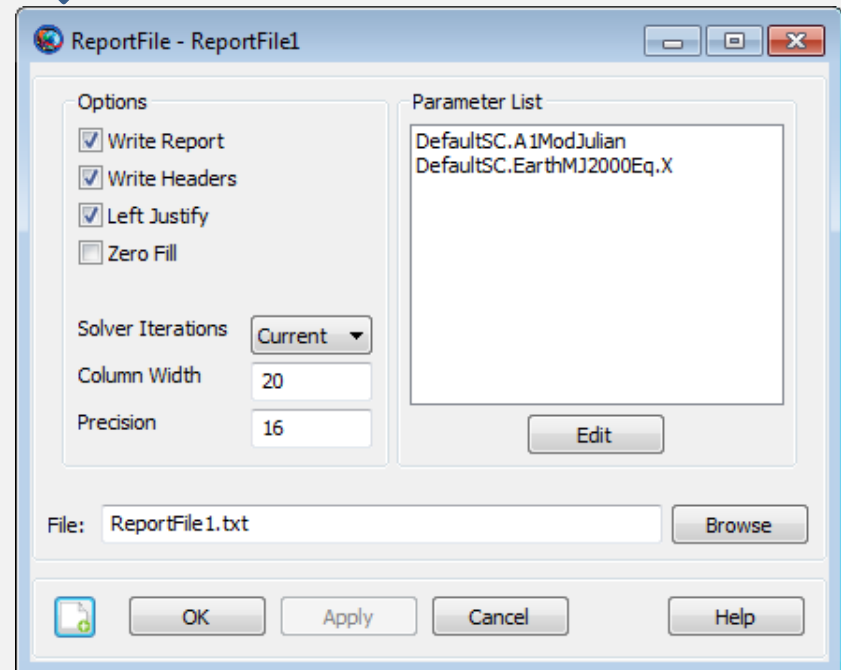 ReportFile - ReportFile1
Options
Write Report
Write Headers
Left Justify
Zero Fill
Solver Iterations Current
Column Width 20
Precision 16
Parameter List
DefaultSC.A1ModJulian
DefaultSC.EarthMJ2000Eq.X
Edit
File: ReportFile1.txt Browse
OK Apply Cancel Help